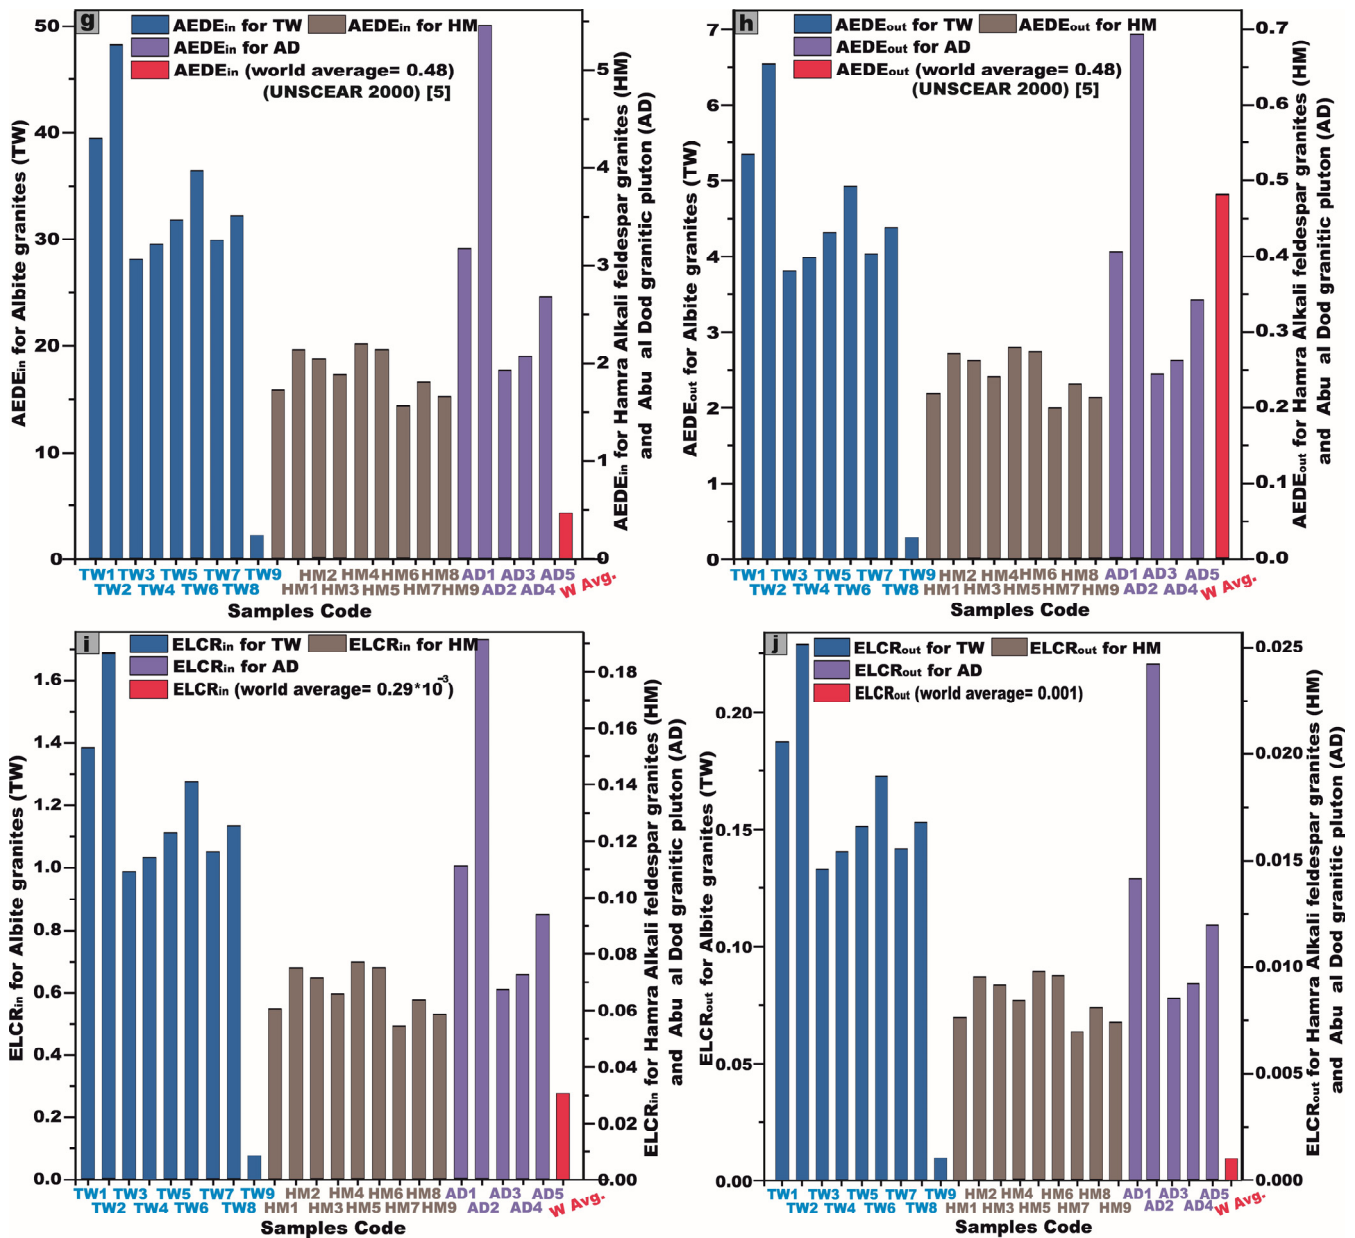 g
AEDEin for TW
AEDEin for HM
AEDEin for AD
AEDEin (world average= 0.48)
(UNSCEAR 2000) [5]
AEDEin for Albite granites (TW)
50
40
30
20
10
0
5
4
3
2
1
0
AEDEin for Hamra Alkali feldespar granites (HM)
and Abu al Dod granitic pluton (AD)
TW1 TW3 TW5 TW7 TW9 HM2 HM4 HM6 HM8 AD1 AD3 AD5
TW2 TW4 TW6 TW8 HM1 HM3 HM5 HM7 HM9 AD2 AD4 W Avg.
Samples Code
h
AEDEout for TW
AEDEout for HM
AEDEout for AD
AEDEout (world average= 0.48)
(UNSCEAR 2000) [5]
AEDEout for Albite granites (TW)
7
6
5
4
3
2
1
0
0.7
0.6
0.5
0.4
0.3
0.2
0.1
0.0
AEDEout for Hamra Alkali feldespar granites (HM)
and Abu al Dod granitic pluton (AD)
TW1 TW3 TW5 TW7 TW9 HM2 HM4 HM6 HM8 AD1 AD3 AD5
TW2 TW4 TW6 TW8 HM1 HM3 HM5 HM7 HM9 AD2 AD4 W Avg.
Samples Code
i
ELCRin for TW
ELCRin for HM
ELCRin for AD
ELCRin (world average= 0.29*10⁻³)
ELCRin for Albite granites (TW)
1.6
1.4
1.2
1.0
0.8
0.6
0.4
0.2
0.0
0.18
0.16
0.14
0.12
0.10
0.08
0.06
0.04
0.02
0.00
ELCRin for Hamra Alkali feldespar granites (HM)
and Abu al Dod granitic pluton (AD)
TW1 TW3 TW5 TW7 TW9 HM2 HM4 HM6 HM8 AD1 AD3 AD5
TW2 TW4 TW6 TW8 HM1 HM3 HM5 HM7 HM9 AD2 AD4 W Avg.
Samples Code
j
ELCRout for TW
ELCRout for HM
ELCRout for AD
ELCRout (world average= 0.001)
ELCRout for Albite granites (TW)
0.20
0.15
0.10
0.05
0.00
0.025
0.020
0.015
0.010
0.005
0.000
ELCRout for Hamra Alkali feldespar granites (HM)
and Abu al Dod granitic pluton (AD)
TW1 TW3 TW5 TW7 TW9 HM2 HM4 HM6 HM8 AD1 AD3 AD5
TW2 TW4 TW6 TW8 HM1 HM3 HM5 HM7 HM9 AD2 AD4 W Avg.
Samples Code